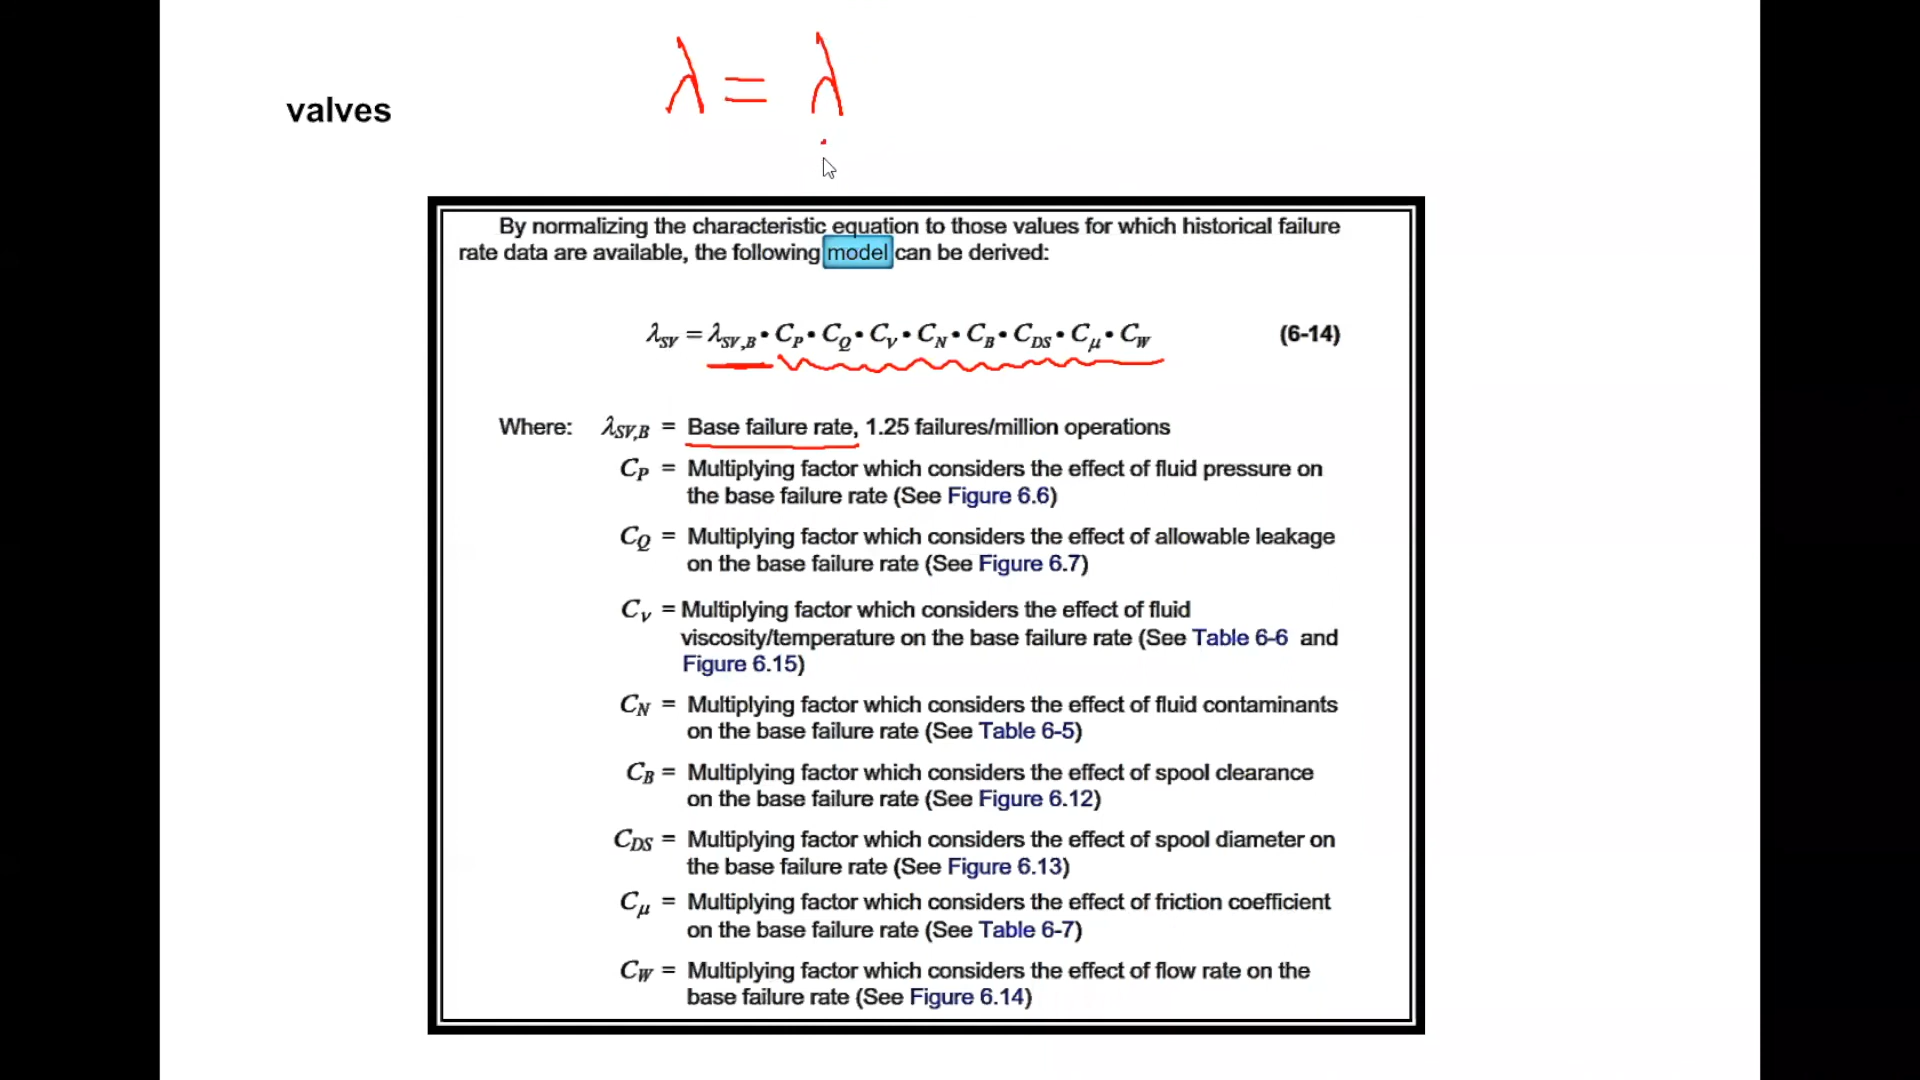 λ = λ
valves
By normalizing the characteristic equation to those values for which historical failure
rate data are available, the following model can be derived:
λSV = λSV,B • CP • CQ • Cν • CN • CB • CDS • Cμ • CW (6-14)
Where: λSV,B = Base failure rate, 1.25 failures/million operations
CP = Multiplying factor which considers the effect of fluid pressure on
the base failure rate (See Figure 6.6)
CQ = Multiplying factor which considers the effect of allowable leakage
on the base failure rate (See Figure 6.7)
Cν = Multiplying factor which considers the effect of fluid
viscosity/temperature on the base failure rate (See Table 6-6 and
Figure 6.15)
CN = Multiplying factor which considers the effect of fluid contaminants
on the base failure rate (See Table 6-5)
CB = Multiplying factor which considers the effect of spool clearance
on the base failure rate (See Figure 6.12)
CDS = Multiplying factor which considers the effect of spool diameter on
the base failure rate (See Figure 6.13)
Cμ = Multiplying factor which considers the effect of friction coefficient
on the base failure rate (See Table 6-7)
CW = Multiplying factor which considers the effect of flow rate on the
base failure rate (See Figure 6.14)